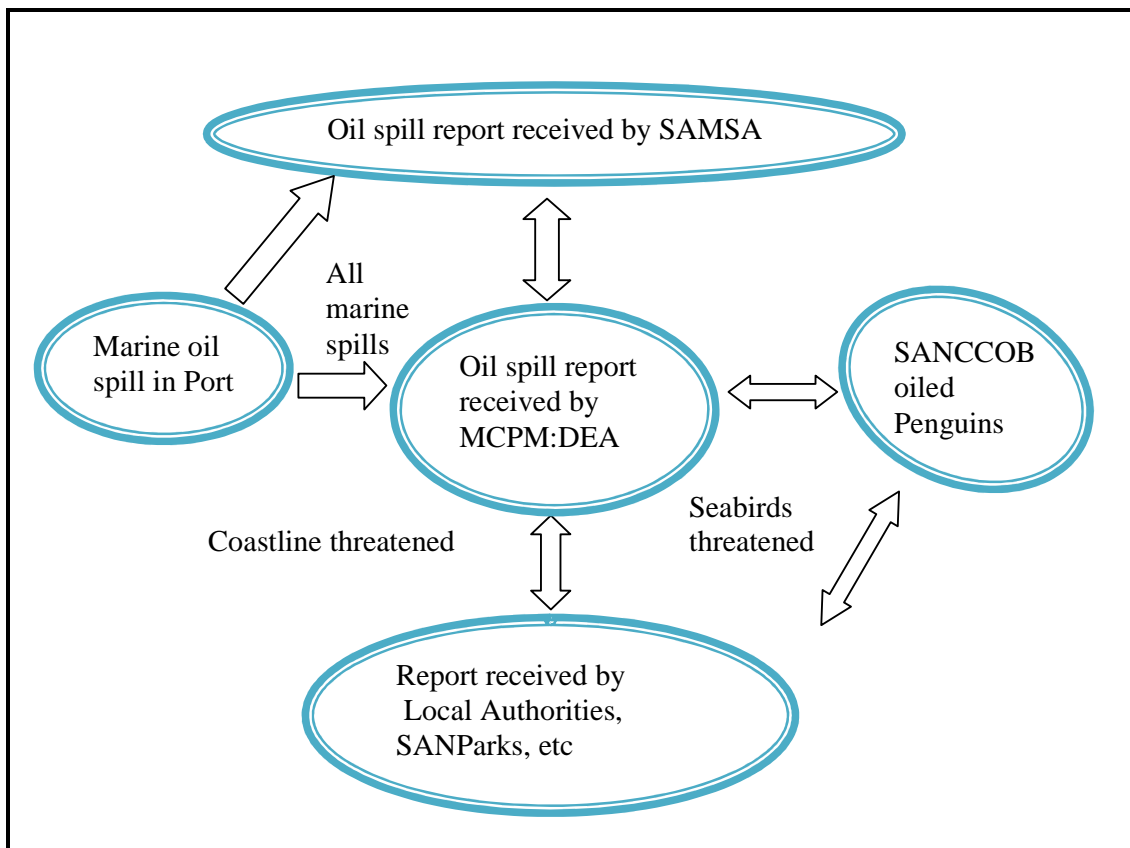 Oil spill report received by SAMSA
All
marine
spills
Marine oil
spill in Port
Oil spill report
received by
MCPM:DEA
SANCCOB
oiled
Penguins
Coastline threatened
Seabirds
threatened
Report received by
Local Authorities,
SANParks, etc